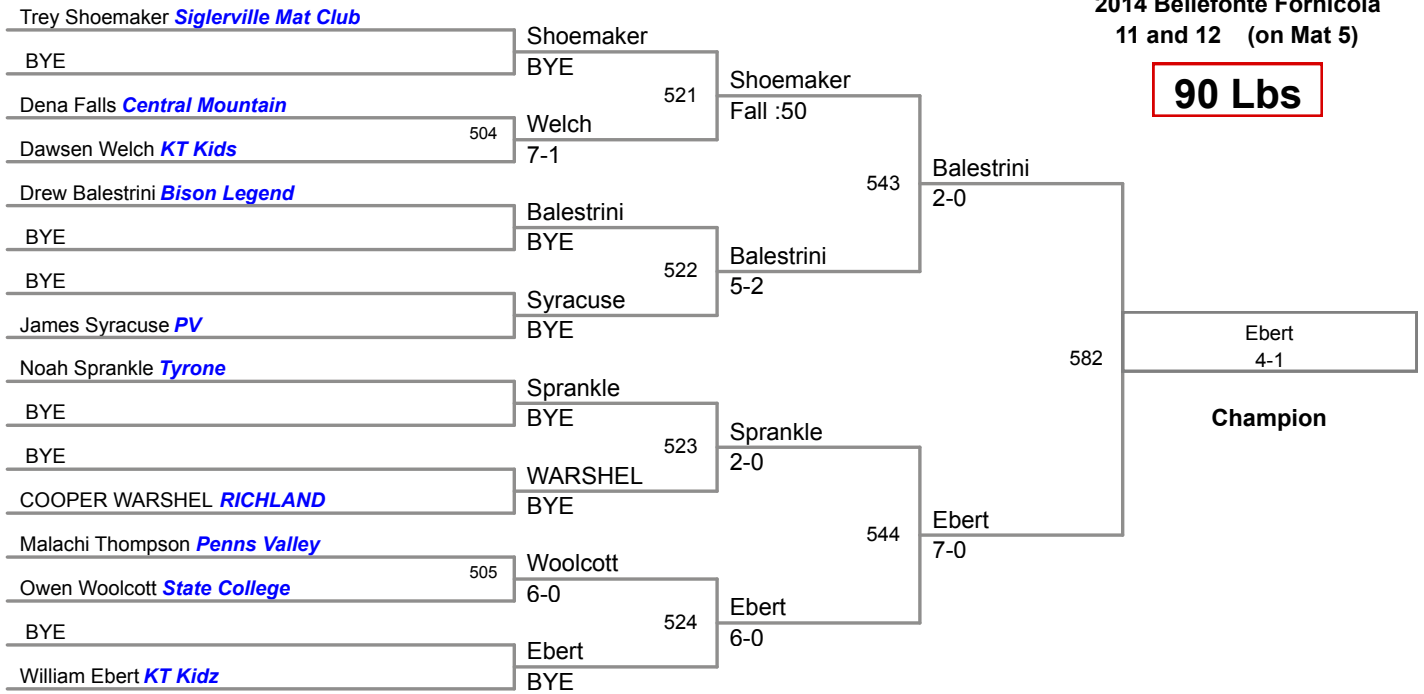 2014 Bellefonte Fornicola
11 and 12 (on Mat 5)
90 Lbs
Trey Shoemaker Siglerville Mat Club
BYE
Dena Falls Central Mountain
504
Dawsen Welch KT Kids
Drew Balestrini Bison Legend
BYE
BYE
James Syracuse PV
Noah Sprankle Tyrone
BYE
BYE
COOPER WARSHEL RICHLAND
Malachi Thompson Penns Valley
505
Owen Woolcott State College
BYE
William Ebert KT Kidz
Shoemaker
BYE
521
Welch
7-1
Balestrini
BYE
522
Syracuse
BYE
Sprankle
BYE
523
WARSHEL
BYE
Woolcott
6-0
524
Ebert
BYE
Shoemaker
Fall :50
543
Balestrini
5-2
Sprankle
2-0
544
Ebert
6-0
Balestrini
2-0
582
Ebert
7-0
Ebert
4-1
Champion